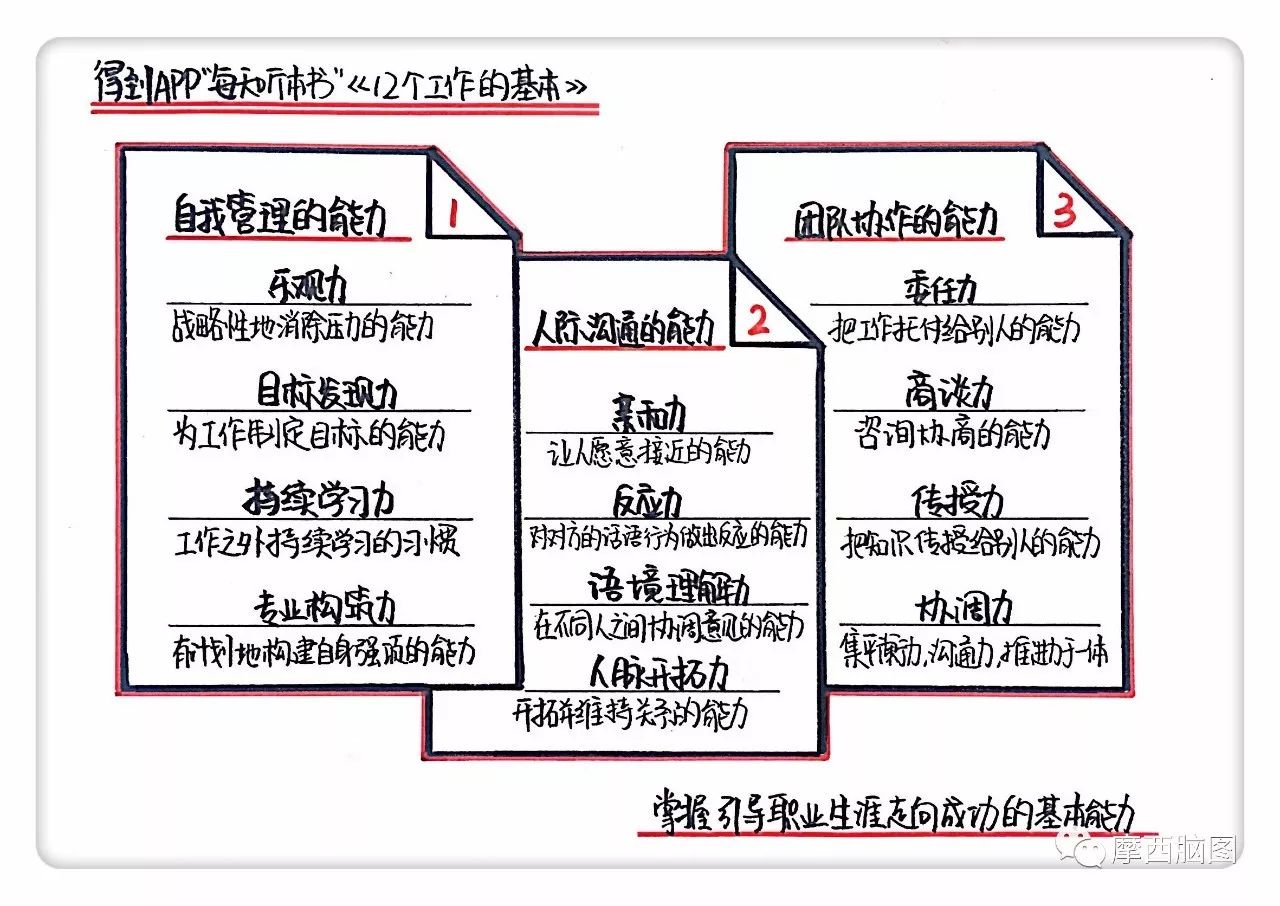 得到APP"每天听本书"《12个工作的基本》
自我管理的能力
1
乐观力
战略性地消除压力的能力
目标发现力
为工作制定目标的能力
持续学习力
工作之外持续学习的习惯
专业构筑力
有计划地构建自身强项的能力
人际沟通的能力
2
亲和力
让人愿意接近的能力
反应力
对对方的话语行为做出反应的能力
语境理解力
在不同人之间协调意见的能力
人脉开拓力
开拓并维持关系的能力
团队协作的能力
3
委任力
把工作托付给别人的能力
商谈力
咨询协商的能力
传授力
把知识传授给别人的能力
协调力
集平衡力,沟通力,推进力于一体
掌握引导职业生涯走向成功的基本能力
摩西脑图